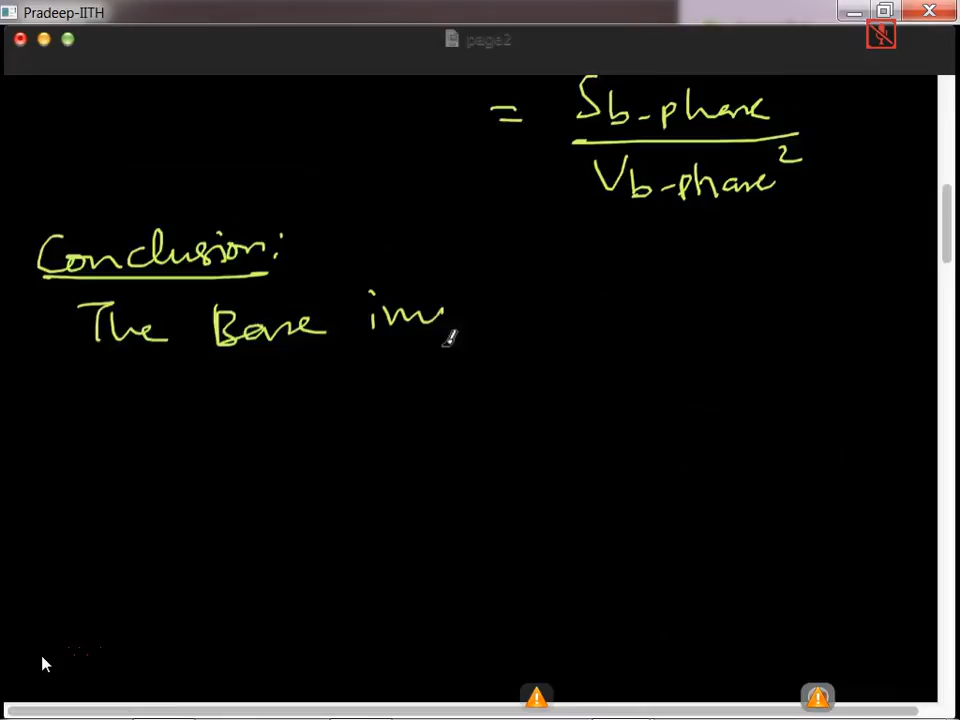 Pradeep-IITH
page2
= Sb-phase
Vb-phase²
Conclusion:
The Base im